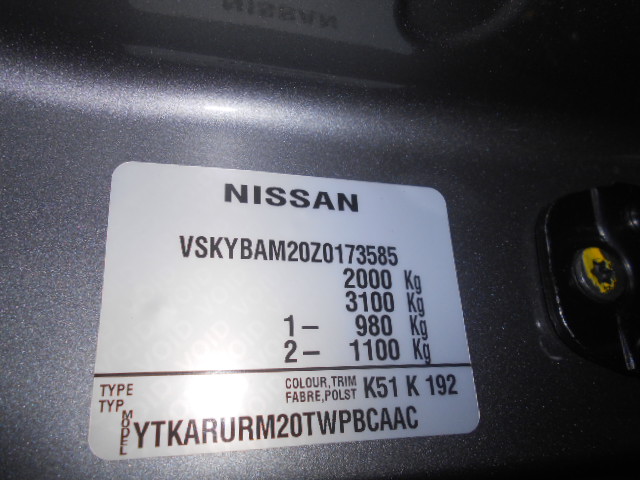 NISSAN
VSKYBAM20Z0173585
2000 Kg
3100 Kg
1- 980 Kg
2- 1100 Kg
TYPE
TYP
COLOUR,TRIM
FABRE,POLST
K51 K 192
MODEL
YTKARURM20TWPBCAAC